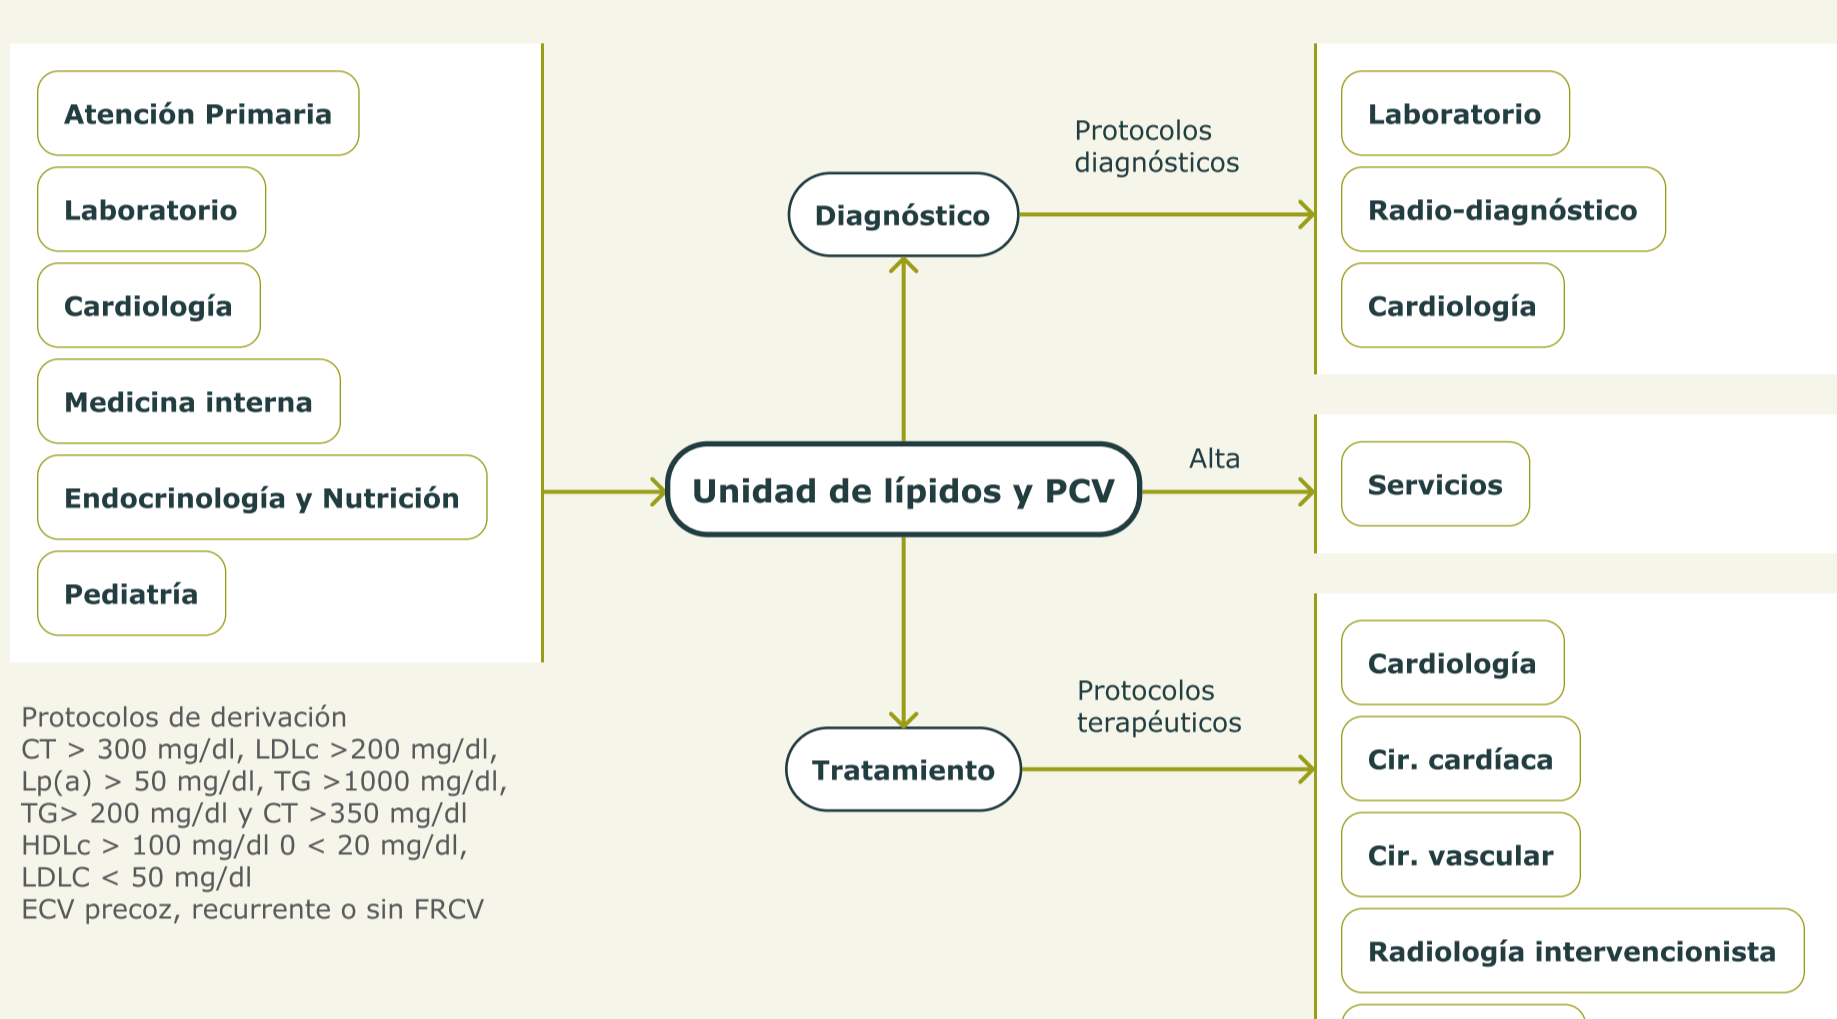 Atención Primaria
Laboratorio
Cardiología
Medicina interna
Endocrinología y Nutrición
Pediatría
Protocolos de derivación
CT > 300 mg/dl, LDLc >200 mg/dl,
Lp(a) > 50 mg/dl, TG >1000 mg/dl,
TG> 200 mg/dl y CT >350 mg/dl
HDLc > 100 mg/dl 0 < 20 mg/dl,
LDLC < 50 mg/dl
ECV precoz, recurrente o sin FRCV
Diagnóstico
Unidad de lípidos y PCV
Tratamiento
Protocolos
diagnósticos
Alta
Protocolos
terapéuticos
Laboratorio
Radio-diagnóstico
Cardiología
Servicios
Cardiología
Cir. cardíaca
Cir. vascular
Radiología intervencionista